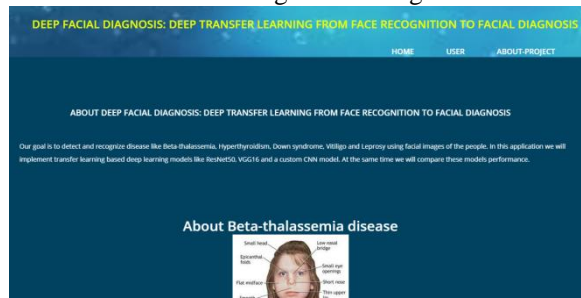 DEEP FACIAL DIAGNOSIS: DEEP TRANSFER LEARNING FROM FACE RECOGNITION TO FACIAL DIAGNOSIS
HOME USER ABOUT-PROJECT
ABOUT DEEP FACIAL DIAGNOSIS: DEEP TRANSFER LEARNING FROM FACE RECOGNITION TO FACIAL DIAGNOSIS
Our goal is to detect and recognize disease like Beta-thalassemia, Hyperthyroidism, Down syndrome, Vitiligo and Leprosy using facial images of the people. In this application we will
implement transfer learning based deep learning models like ResNet50, VGG16 and a custom CNN model. At the same time we will compare these models performance.
About Beta-thalassemia disease
Small head
Low nasal
bridge
Epicanthal
folds
Small eye
openings
Flat midface
Short nose
Thin upper